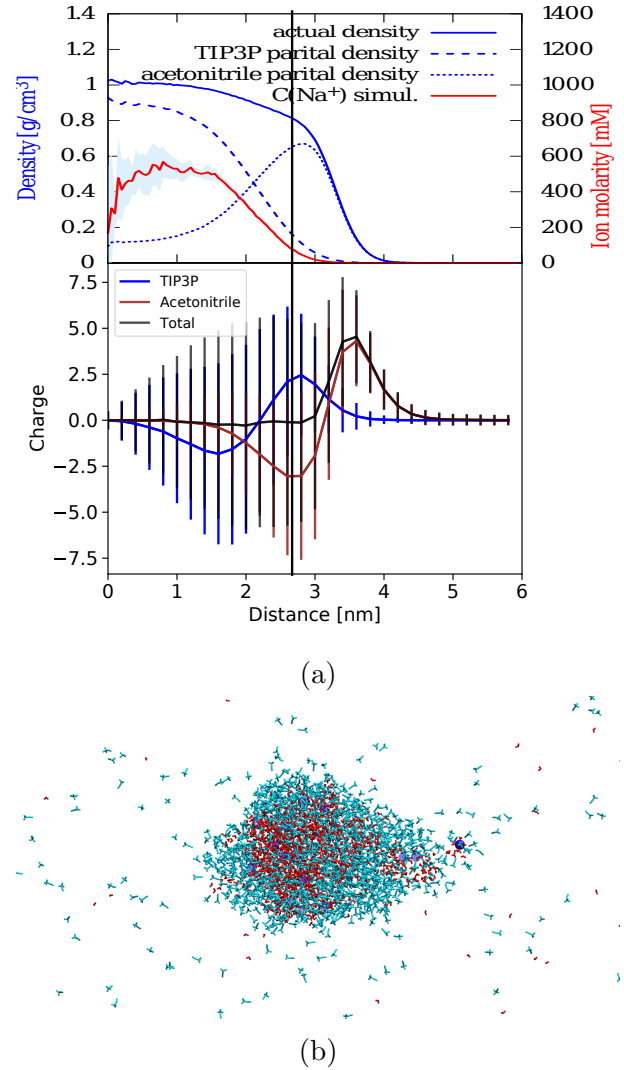 1.4
1.2
1
0.8
0.6
0.4
0.2
0
Density [g/cm³]
actual density
TIP3P parital density
acetonitrile parital density
C(Na⁺) simul.
1400
1200
1000
800
600
400
200
0
Ion molarity [mM]
7.5
5.0
2.5
0.0
−2.5
−5.0
−7.5
Charge
TIP3P
Acetonitrile
Total
0 1 2 3 4 5 6
Distance [nm]
(a)
(b)